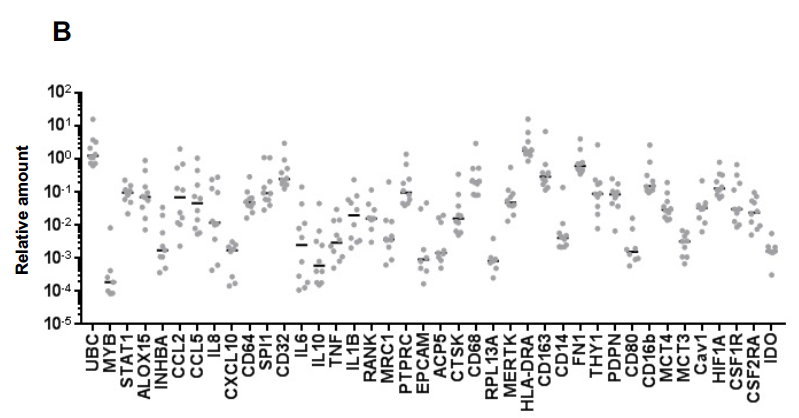 B
Relative amount
10²
10¹
10⁰
10⁻¹
10⁻²
10⁻³
10⁻⁴
10⁻⁵
UBC
MYB
STAT1
ALOX15
INHBA
CCL2
CCL5
IL8
CXCL10
CD64
SPI1
CD32
IL6
IL10
TNF
IL1B
RANK
MRC1
PTPRC
EPCAM
ACP5
CTSK
CD68
RPL13A
MERTK
HLA-DRA
CD163
CD14
FN1
THY1
PDPN
CD80
CD16b
MCT4
MCT3
Cav1
HIF1A
CSF1R
CSF2RA
IDO